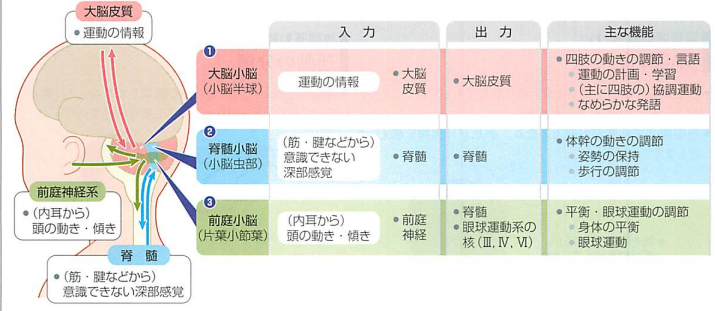 大脳皮質
●運動の情報
前庭神経系
●(内耳から)
頭の動き・傾き
脊 髄
●(筋・腱などから)
意識できない深部感覚
入 力
出 力
主な機能
❶
大脳小脳
(小脳半球)
運動の情報
●大脳
皮質
●大脳皮質
●四肢の動きの調節・言語
●運動の計画・学習
●(主に四肢の)協調運動
●なめらかな発語
❷
脊髄小脳
(小脳虫部)
(筋・腱などから)
意識できない
深部感覚
●脊髄
●脊髄
●体幹の動きの調節
●姿勢の保持
●歩行の調節
❸
前庭小脳
(片葉小節葉)
(内耳から)
頭の動き・傾き
●前庭
神経
●脊髄
●眼球運動系の
核(Ⅲ, Ⅳ, Ⅵ)
●平衡・眼球運動の調節
●身体の平衡
●眼球運動